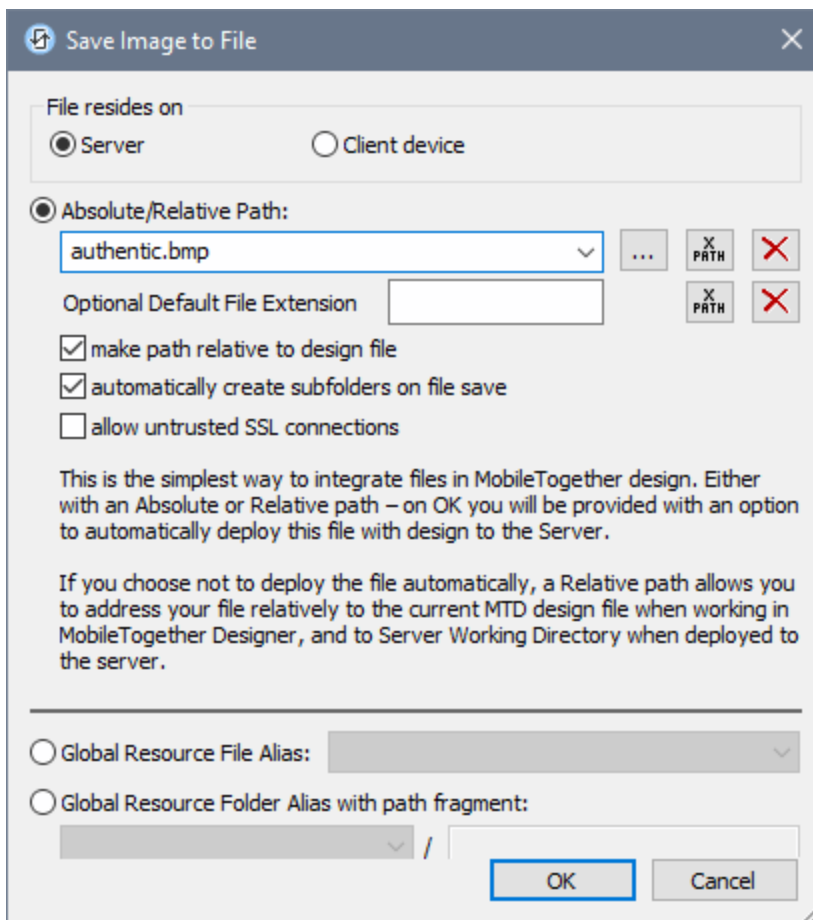 Save Image to File
File resides on
Server
Client device
Absolute/Relative Path:
authentic.bmp
...
X
PATH
Optional Default File Extension
X
PATH
make path relative to design file
automatically create subfolders on file save
allow untrusted SSL connections
This is the simplest way to integrate files in MobileTogether design. Either
with an Absolute or Relative path – on OK you will be provided with an option
to automatically deploy this file with design to the Server.
If you choose not to deploy the file automatically, a Relative path allows you
to address your file relatively to the current MTD design file when working in
MobileTogether Designer, and to Server Working Directory when deployed to
the server.
Global Resource File Alias:
Global Resource Folder Alias with path fragment:
/
OK
Cancel